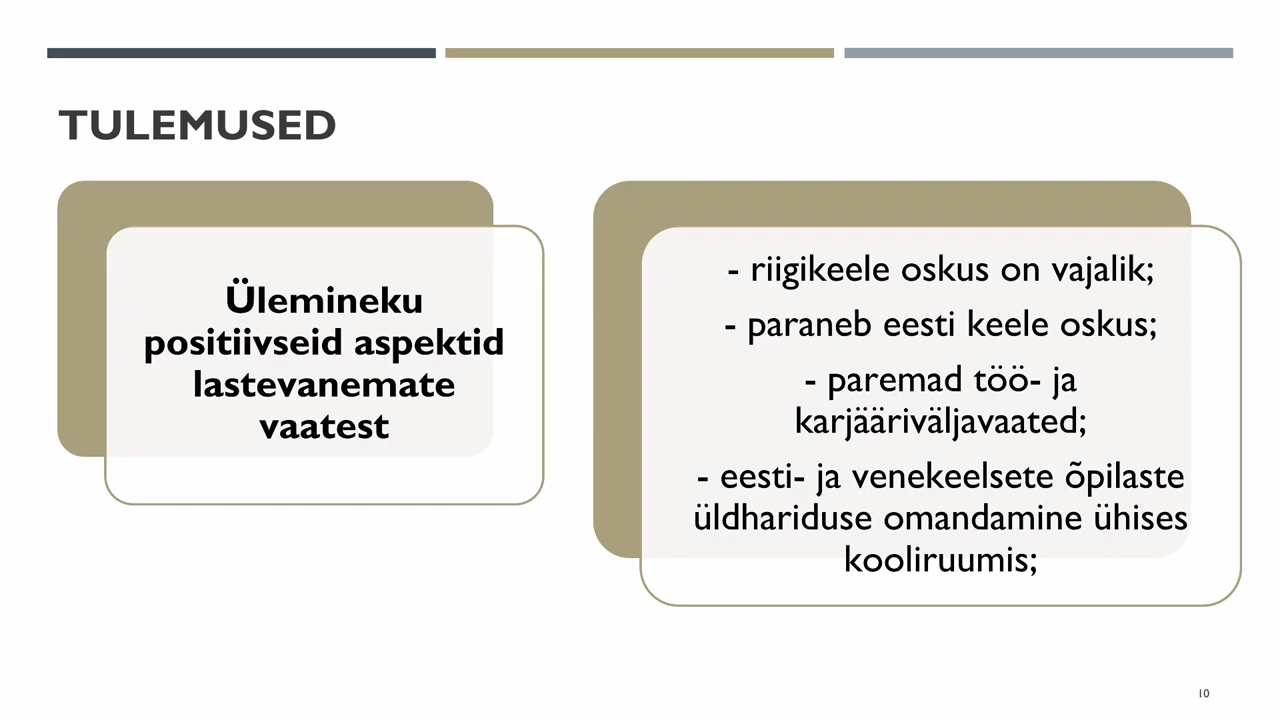 TULEMUSED
Ülemineku
positiivseid aspektid
lastevanemate
vaatest
- riigikeele oskus on vajalik;
- paraneb eesti keele oskus;
- paremad töö- ja
karjääriväljavaated;
- eesti- ja venekeelsete õpilaste
üldhariduse omandamine ühises
kooliruumis;
10